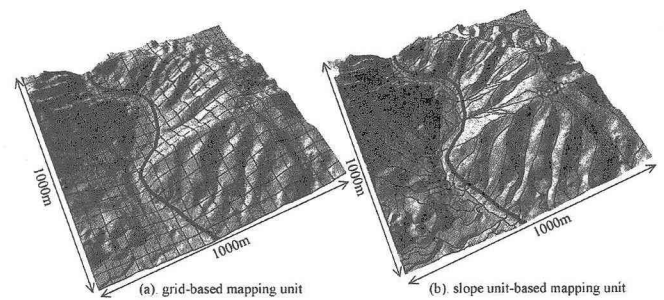 1000m
1000m
(a). grid-based mapping unit
1000m
1000m
(b). slope unit-based mapping unit